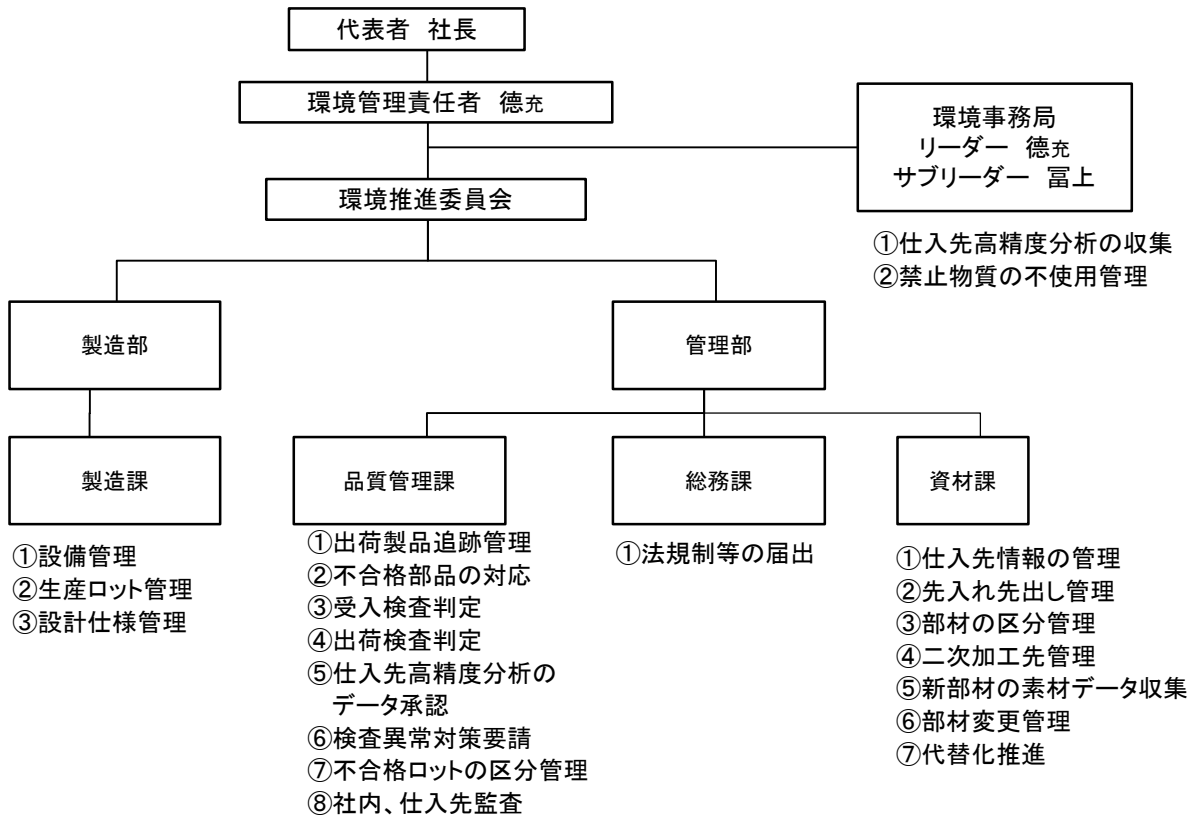 代表者 社長
環境管理責任者 德充
環境事務局
リーダー 德充
サブリーダー 冨上
①仕入先高精度分析の収集
②禁止物質の不使用管理
環境推進委員会
製造部
管理部
製造課
①設備管理
②生産ロット管理
③設計仕様管理
品質管理課
①出荷製品追跡管理
②不合格部品の対応
③受入検査判定
④出荷検査判定
⑤仕入先高精度分析の
データ承認
⑥検査異常対策要請
⑦不合格ロットの区分管理
⑧社内、仕入先監査
総務課
①法規制等の届出
資材課
①仕入先情報の管理
②先入れ先出し管理
③部材の区分管理
④二次加工先管理
⑤新部材の素材データ収集
⑥部材変更管理
⑦代替化推進